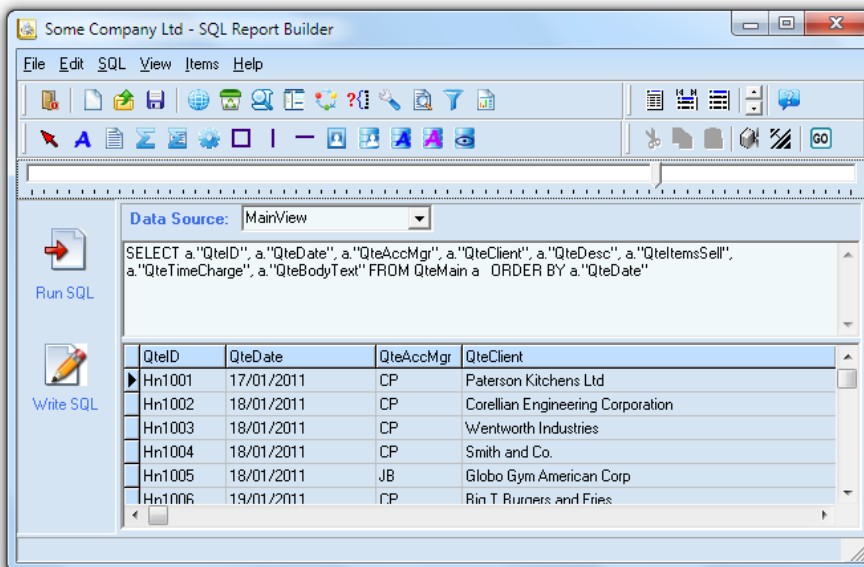 Some Company Ltd - SQL Report Builder
File Edit SQL View Items Help
GO
Data Source: MainView
SELECT a."QteID", a."QteDate", a."QteAccMgr", a."QteClient", a."QteDesc", a."QteItemsSell",
a."QteTimeCharge", a."QteBodyText" FROM QteMain a ORDER BY a."QteDate"
Run SQL
Write SQL
QteID QteDate QteAccMgr QteClient
Hn1001 17/01/2011 CP Paterson Kitchens Ltd
Hn1002 18/01/2011 CP Corellian Engineering Corporation
Hn1003 18/01/2011 CP Wentworth Industries
Hn1004 18/01/2011 CP Smith and Co.
Hn1005 18/01/2011 JB Globo Gym American Corp
Hn1006 19/01/2011 CP Big T Burgers and Fries